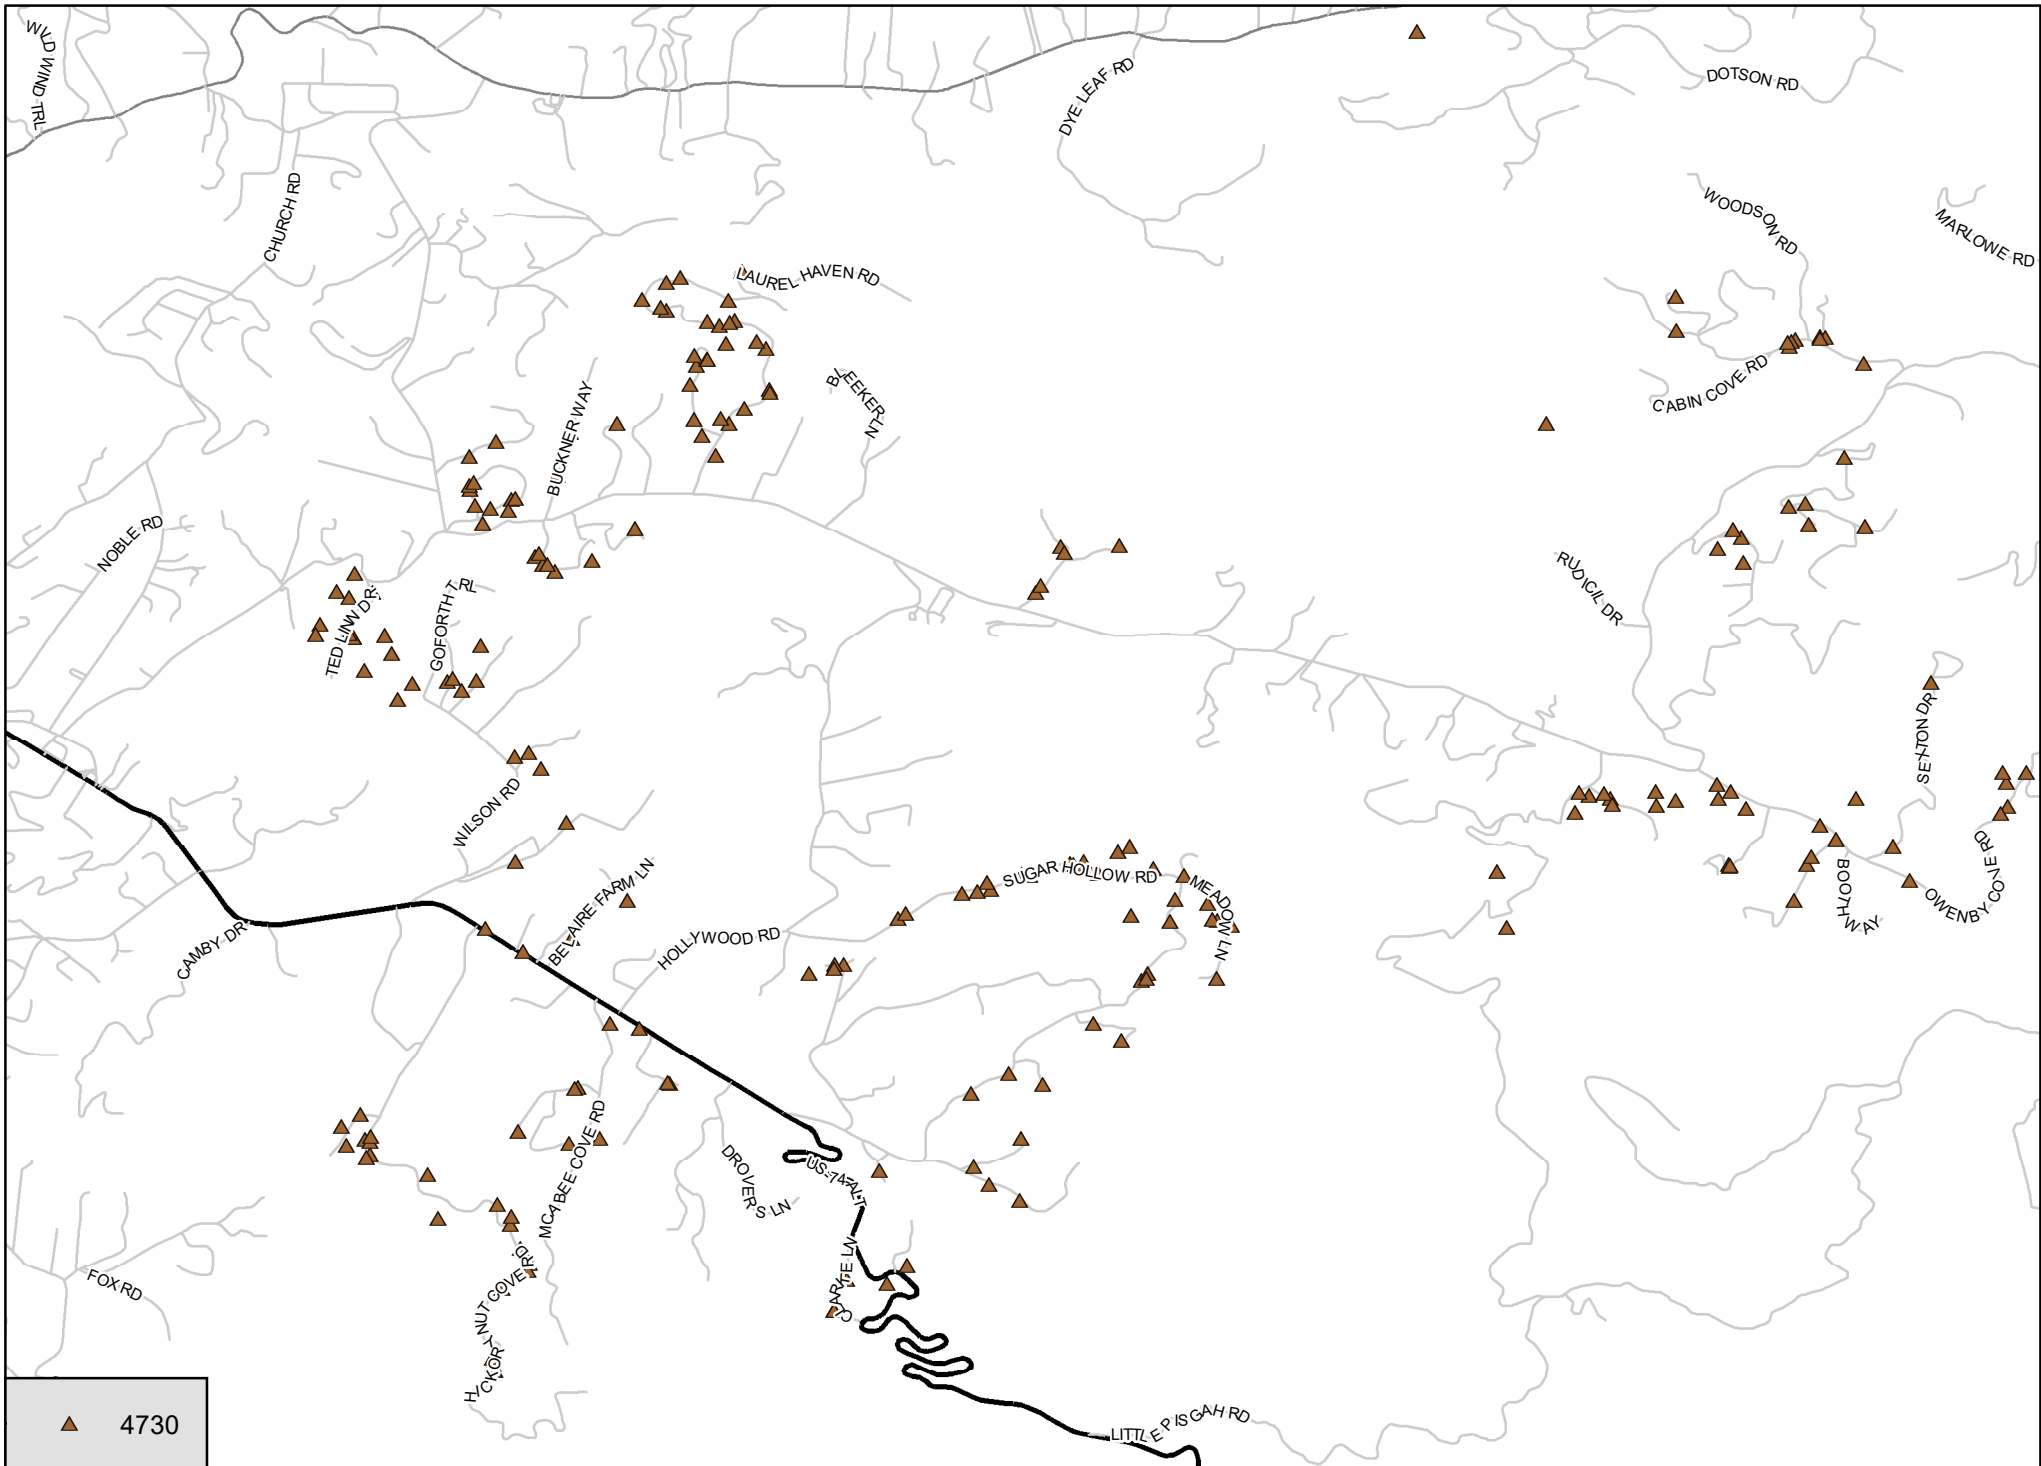 WILD WIND TRL
DYE LEAF RD
DOTSON RD
CHURCH RD
WOODSON RD
MARLOWE RD
LAUREL HAVEN RD
BLEEKER LN
BUCKNER WAY
CABIN COVE RD
NOBLE RD
TED LINN DR
GOFORTH TRL
RUDICIL DR
SEXTON DR
WILSON RD
BELAIRE FARM LN
SUGAR HOLLOW RD
MEADOW LN
BOOTH WAY
OWENBY COVE RD
CAMBY DR
HOLLYWOOD RD
MCABEE COVE RD
DROVERS LN
US-74-ALT
CLARKE LN
FOX RD
HICKORY NUT COVE RD
LITTLE PISGAH RD
4730